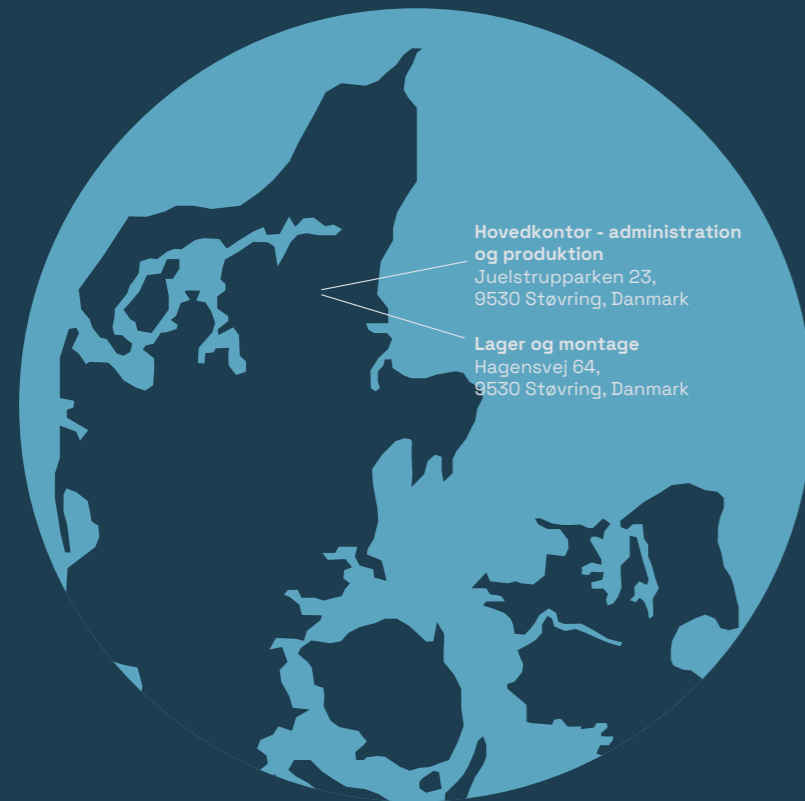 Hovedkontor - administration
og produktion
Juelstrupparken 23,
9530 Støvring, Danmark
Lager og montage
Hagensvej 64,
9530 Støvring, Danmark